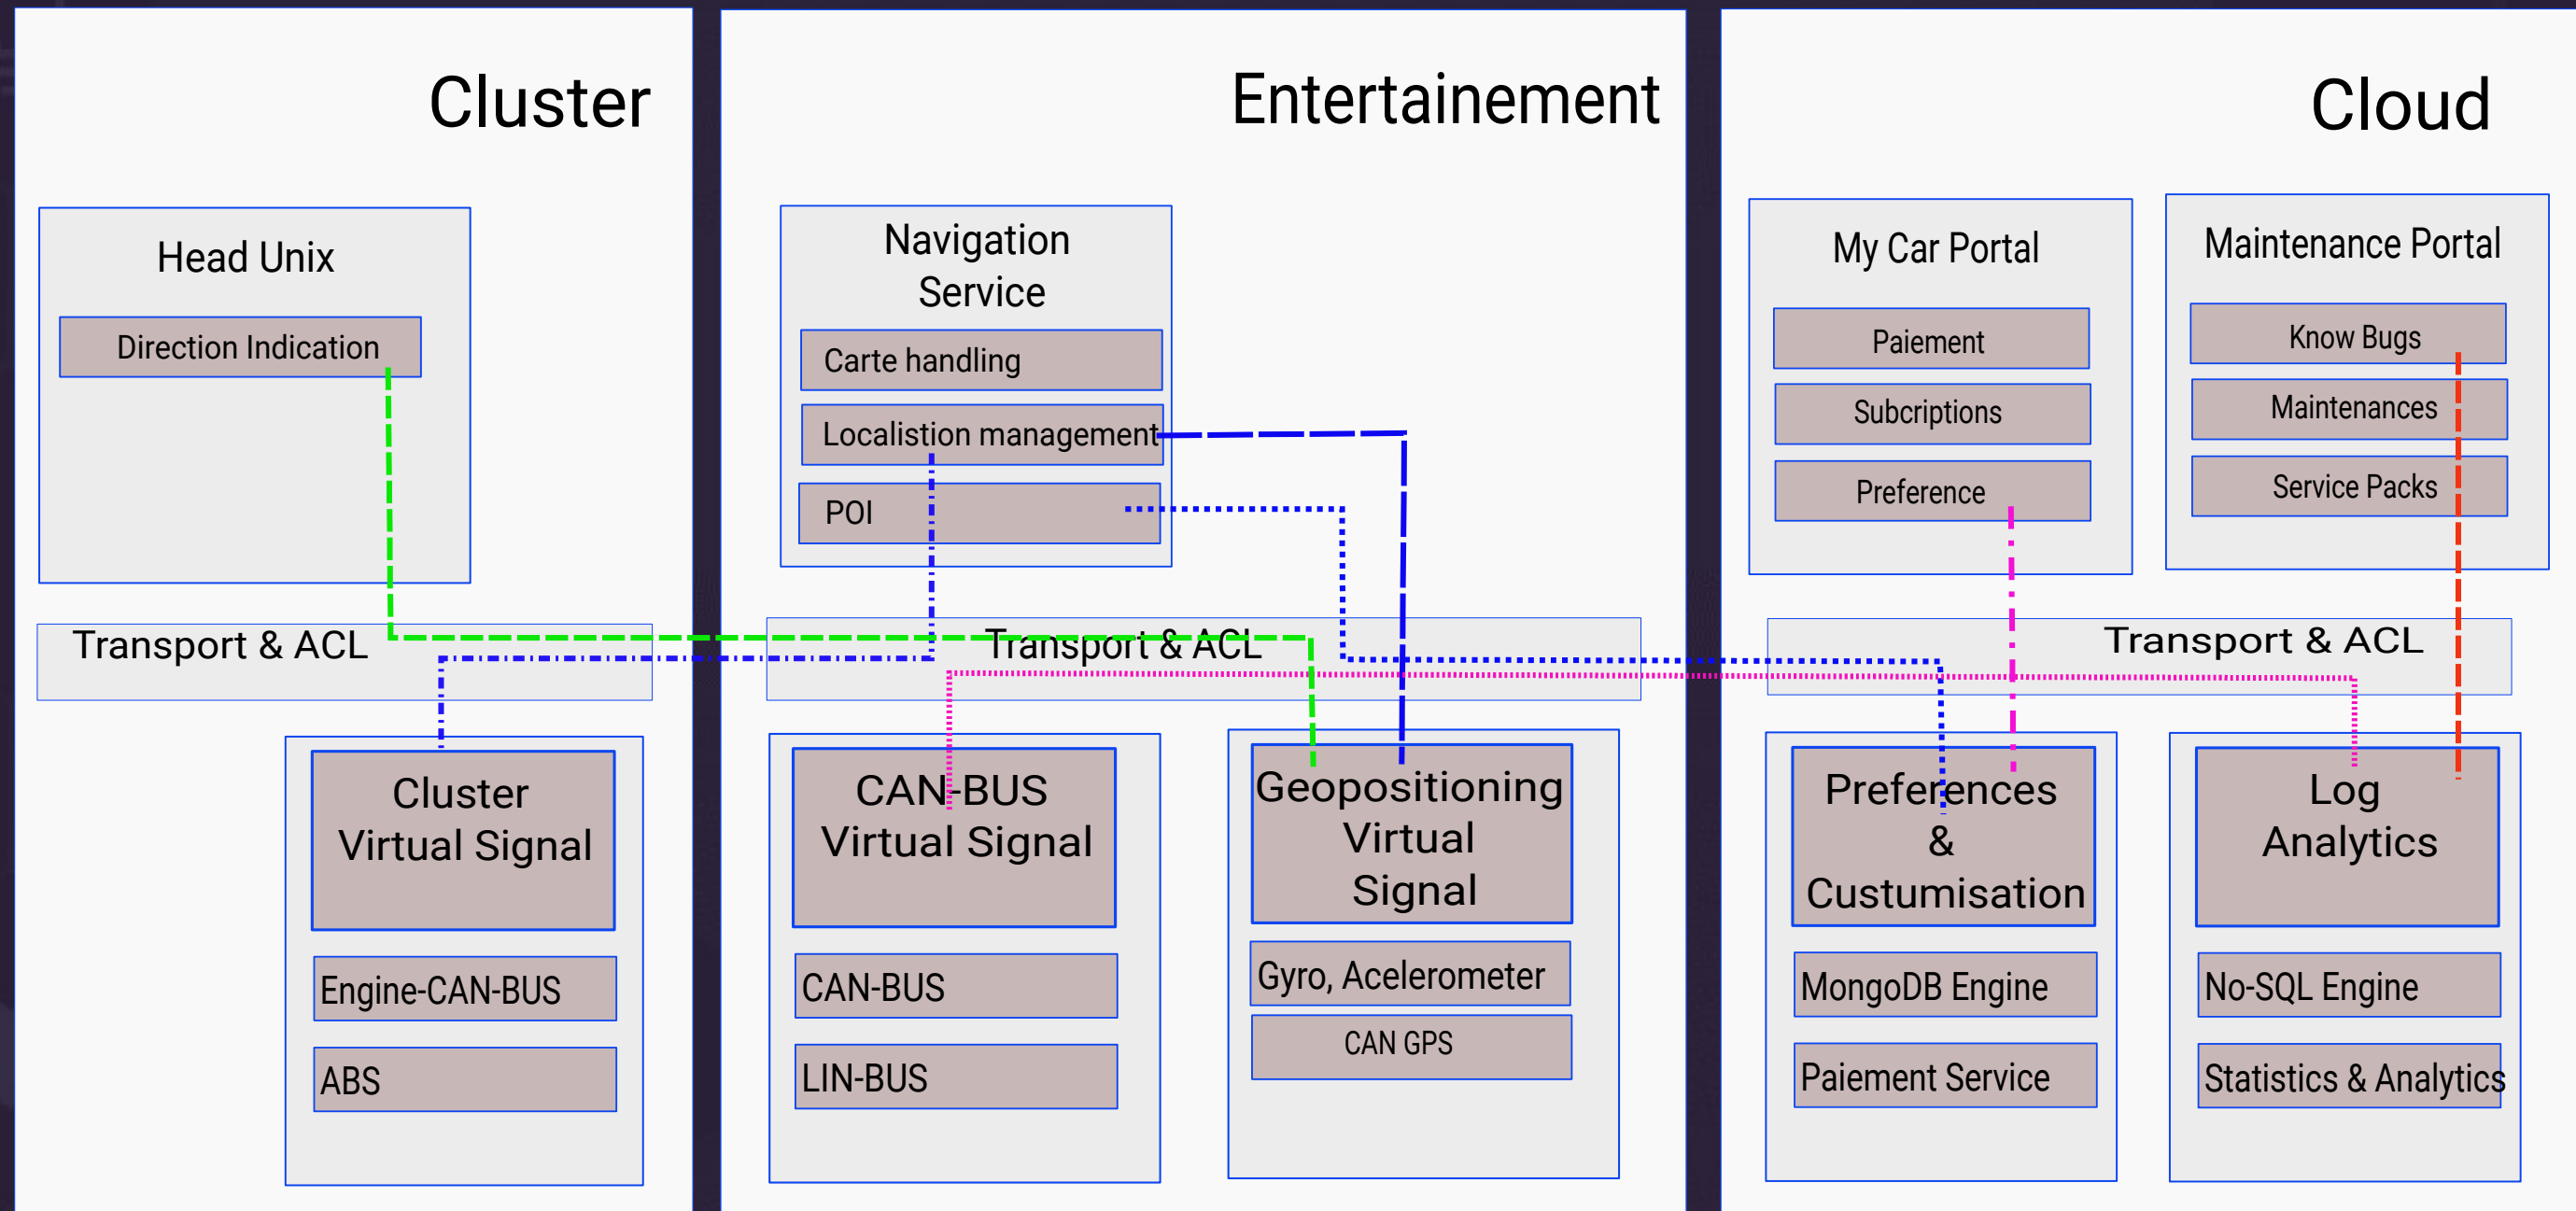 Cluster
Head Unix
Direction Indication
Transport & ACL
Cluster
Virtual Signal
Engine-CAN-BUS
ABS
Entertainement
Navigation
Service
Carte handling
Localistion management
POI
Transport & ACL
CAN-BUS
Virtual Signal
CAN-BUS
LIN-BUS
Geopositioning
Virtual
Signal
Gyro, Acelerometer
CAN GPS
Cloud
My Car Portal
Paiement
Subcriptions
Preference
Maintenance Portal
Know Bugs
Maintenances
Service Packs
Transport & ACL
Preferences
&
Custumisation
MongoDB Engine
Paiement Service
Log
Analytics
No-SQL Engine
Statistics & Analytics